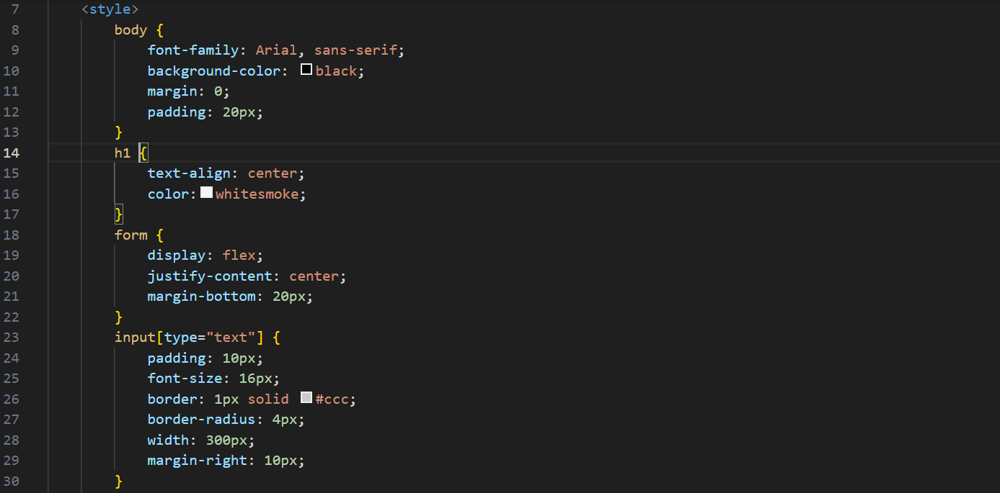 7 <style>
8 body {
9 font-family: Arial, sans-serif;
10 background-color: black;
11 margin: 0;
12 padding: 20px;
13 }
14 h1 {
15 text-align: center;
16 color: whitesmoke;
17 }
18 form {
19 display: flex;
20 justify-content: center;
21 margin-bottom: 20px;
22 }
23 input[type="text"] {
24 padding: 10px;
25 font-size: 16px;
26 border: 1px solid #ccc;
27 border-radius: 4px;
28 width: 300px;
29 margin-right: 10px;
30 }